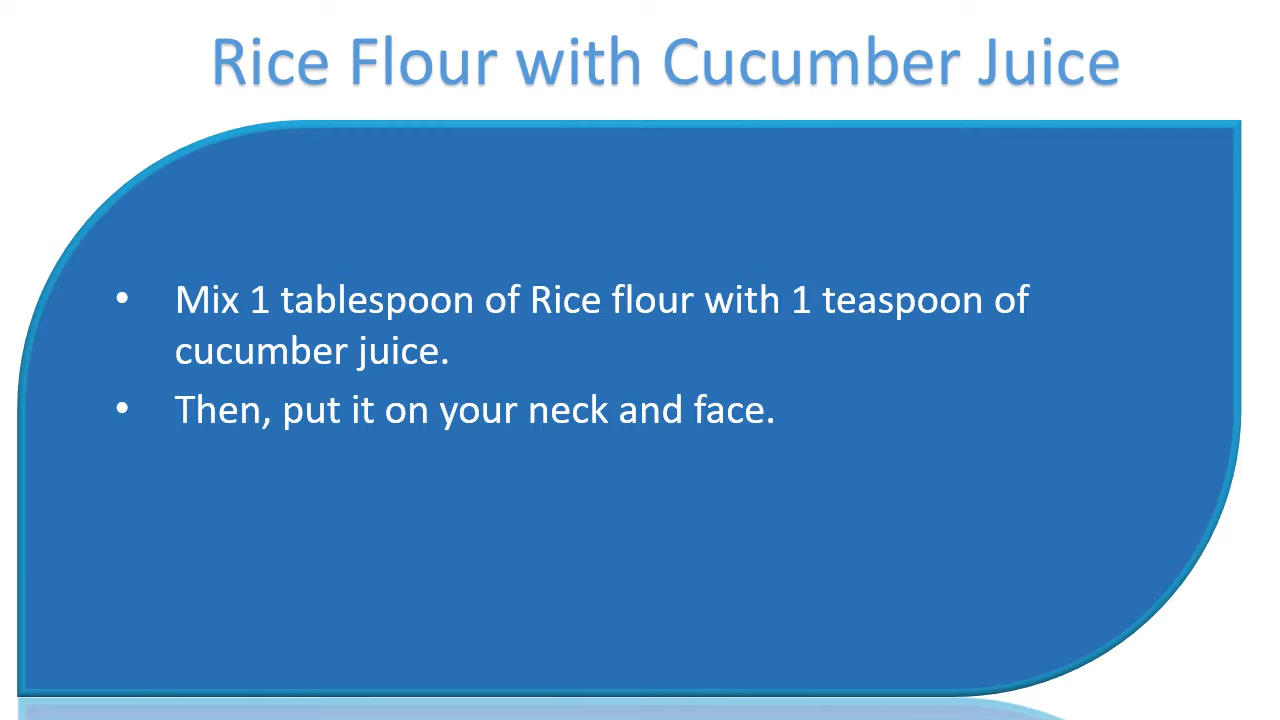 Rice Flour with Cucumber Juice
• Mix 1 tablespoon of Rice flour with 1 teaspoon of
cucumber juice.
• Then, put it on your neck and face.